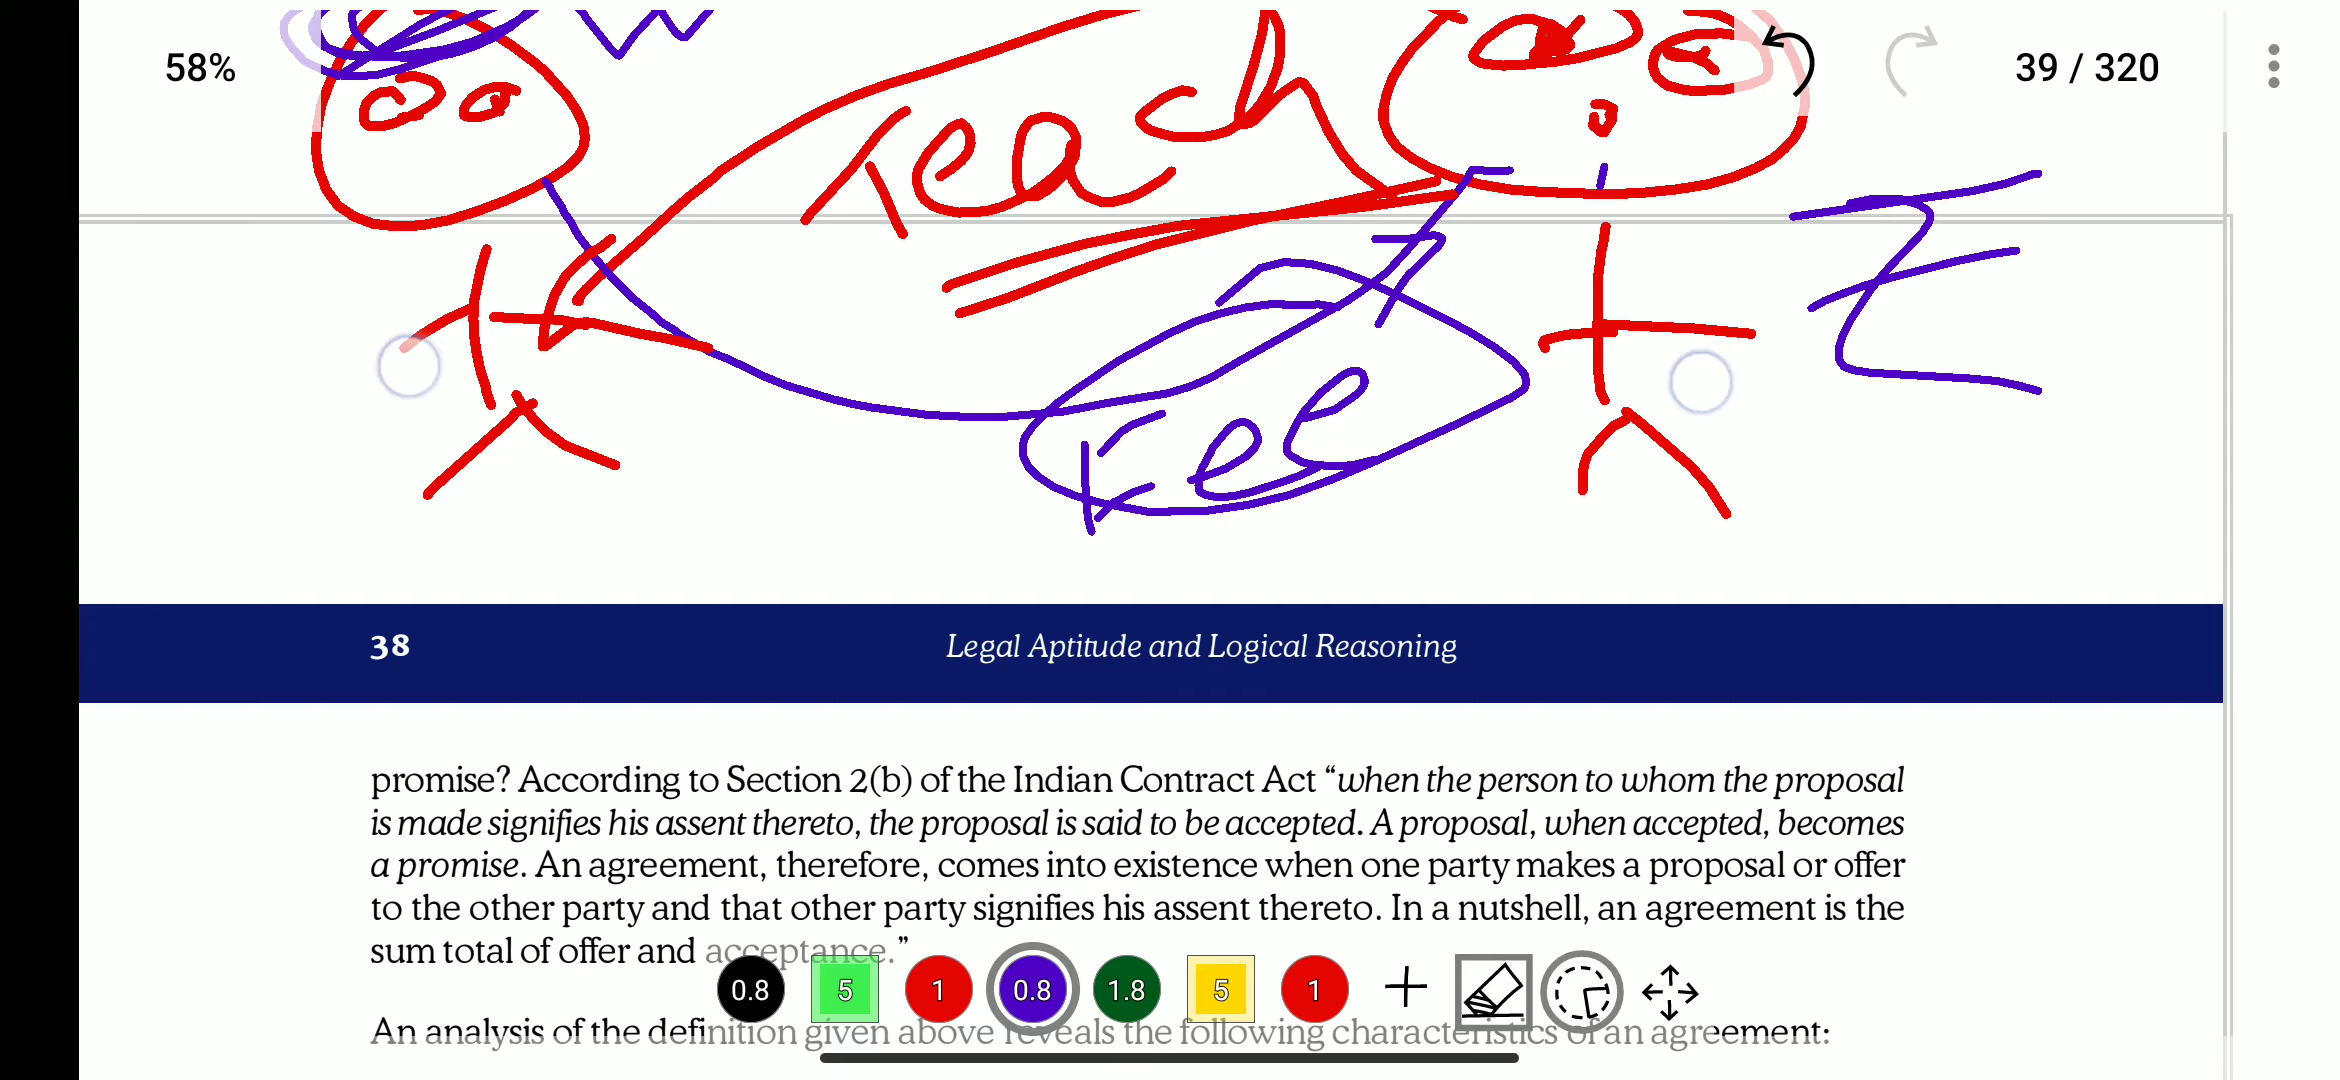 58%
39 / 320
Teach
Fee
38
Legal Aptitude and Logical Reasoning
promise? According to Section 2(b) of the Indian Contract Act “when the person to whom the proposal
is made signifies his assent thereto, the proposal is said to be accepted. A proposal, when accepted, becomes
a promise. An agreement, therefore, comes into existence when one party makes a proposal or offer
to the other party and that other party signifies his assent thereto. In a nutshell, an agreement is the
sum total of offer and acceptance.”
0.8 5 1 0.8 1.8 5 1
An analysis of the definition given above reveals the following characteristics of an agreement: